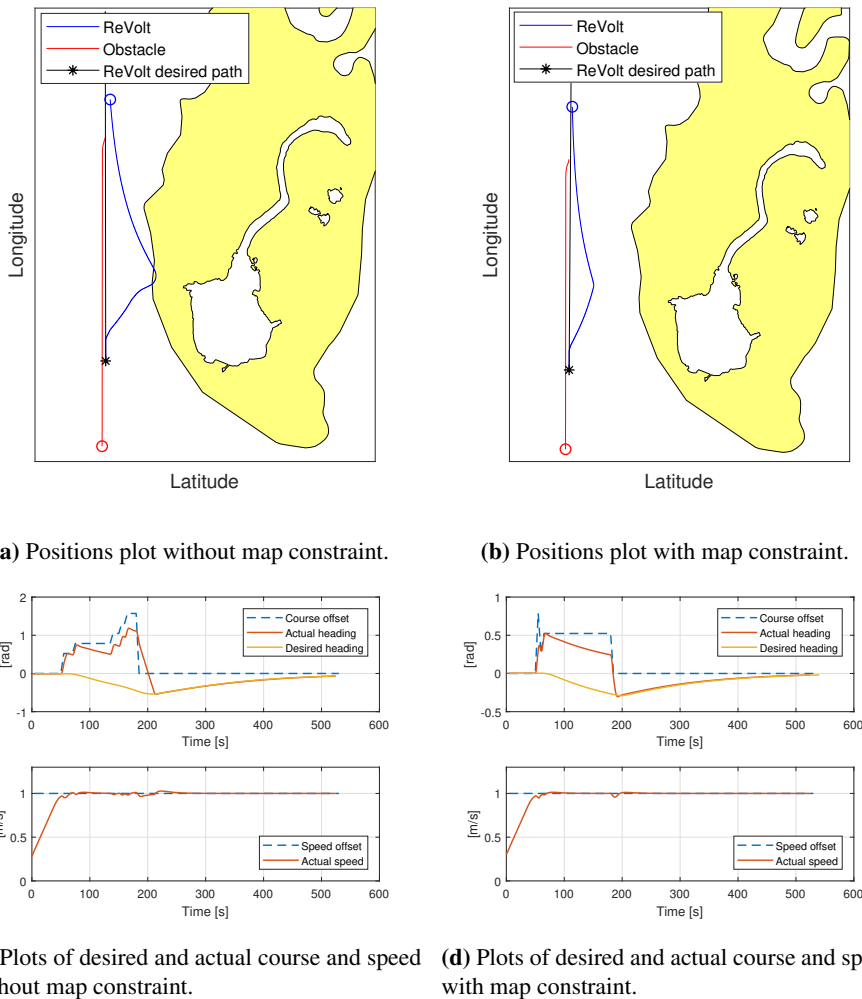 ReVolt
Obstacle
ReVolt desired path
Longitude
Latitude
ReVolt
Obstacle
ReVolt desired path
Longitude
Latitude
a) Positions plot without map constraint.
(b) Positions plot with map constraint.
2
1
0
-1
[rad]
Course offset
Actual heading
Desired heading
0 100 200 300 400 500 600
Time [s]
1
0.5
0
-0.5
[rad]
Course offset
Actual heading
Desired heading
0 100 200 300 400 500 600
Time [s]
1
0.5
0
[m/s]
Speed offset
Actual speed
0 100 200 300 400 500 600
Time [s]
1
0.5
0
[m/s]
Speed offset
Actual speed
0 100 200 300 400 500 600
Time [s]
Plots of desired and actual course and speed
hout map constraint.
(d) Plots of desired and actual course and sp
with map constraint.